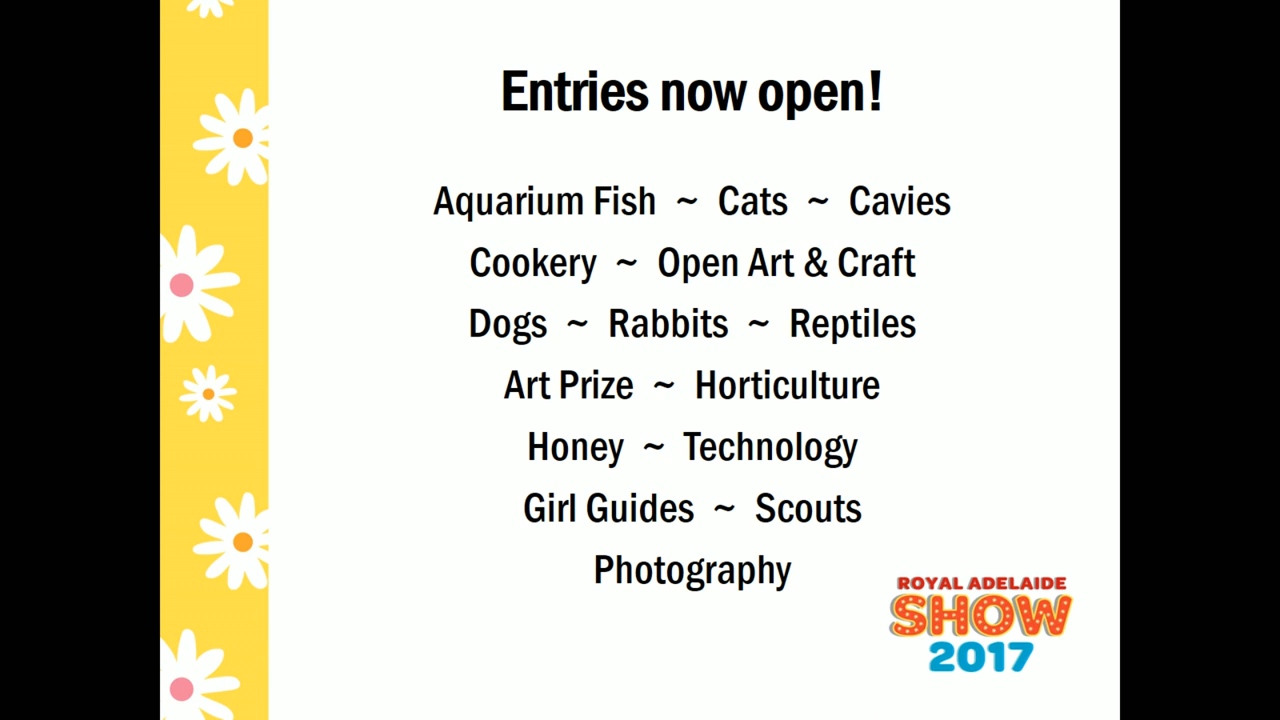 Entries now open!
Aquarium Fish ~ Cats ~ Cavies
Cookery ~ Open Art & Craft
Dogs ~ Rabbits ~ Reptiles
Art Prize ~ Horticulture
Honey ~ Technology
Girl Guides ~ Scouts
Photography
ROYAL ADELAIDE
SHOW
2017